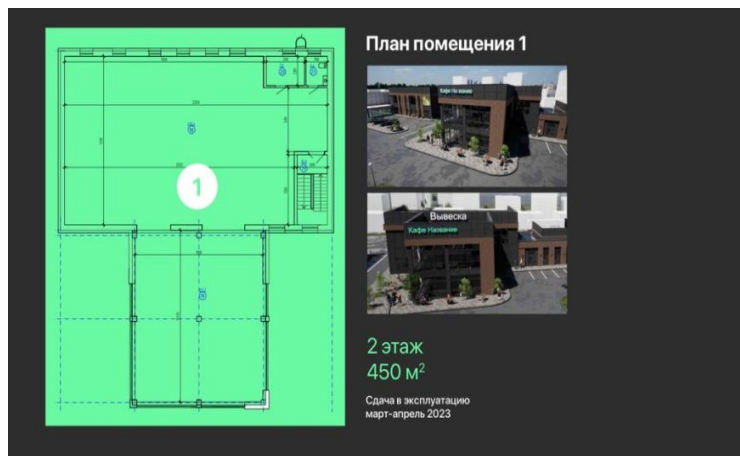 План помещения 1
1
Кафе Название
Вывеска
Кафе Название
2 этаж
450 м²
Сдача в эксплуатацию
март-апрель 2023